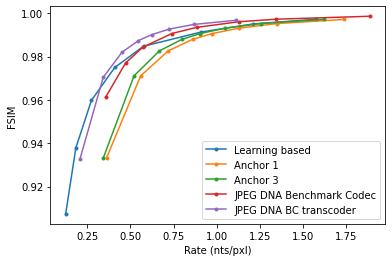 1.00
0.98
0.96
0.94
0.92
FSIM
Learning based
Anchor 1
Anchor 3
JPEG DNA Benchmark Codec
JPEG DNA BC transcoder
0.25 0.50 0.75 1.00 1.25 1.50 1.75
Rate (nts/pxl)